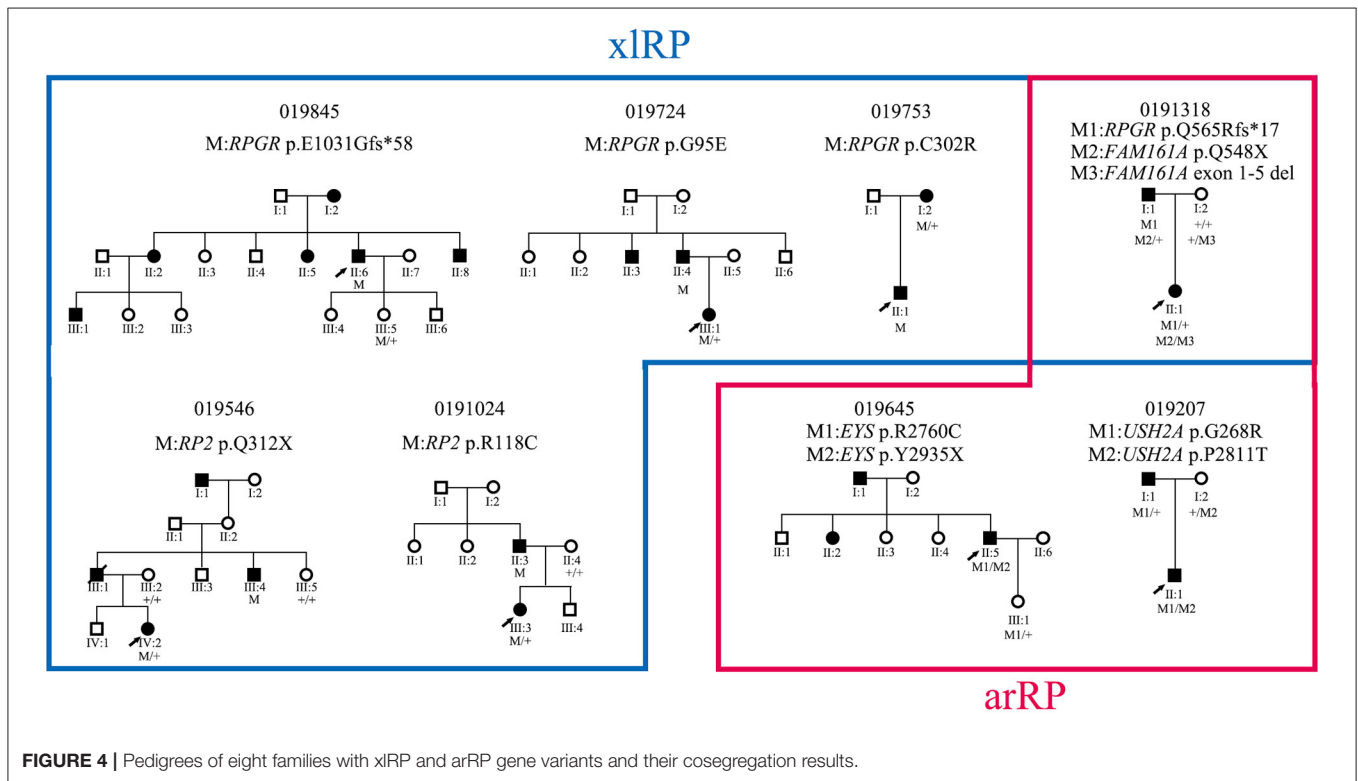 xlRP
019845
M:RPGR p.E1031Gfs*58
I:1 I:2
II:1 II:2 II:3 II:4 II:5 II:6 II:7 II:8
M
III:1 III:2 III:3 III:4 III:5 III:6
M/+
019724
M:RPGR p.G95E
I:1 I:2
II:1 II:2 II:3 II:4 II:5 II:6
M
III:1
M/+
019753
M:RPGR p.C302R
I:1 I:2
M/+
II:1
M
0191318
M1:RPGR p.Q565Rfs*17
M2:FAM161A p.Q548X
M3:FAM161A exon 1-5 del
I:1 I:2
M1 +/+
M2/+ +/M3
II:1
M1/+
M2/M3
019546
M:RP2 p.Q312X
I:1 I:2
II:1 II:2
III:1 III:2 III:3 III:4 III:5
+/+ M +/+
IV:1 IV:2
M/+
0191024
M:RP2 p.R118C
I:1 I:2
II:1 II:2 II:3 II:4
M +/+
III:3 III:4
M/+
019645
M1:EYS p.R2760C
M2:EYS p.Y2935X
I:1 I:2
II:1 II:2 II:3 II:4 II:5 II:6
M1/M2
III:1
M1/+
019207
M1:USH2A p.G268R
M2:USH2A p.P2811T
I:1 I:2
M1/+ +/M2
II:1
M1/M2
arRP
FIGURE 4 | Pedigrees of eight families with xlRP and arRP gene variants and their cosegregation results.